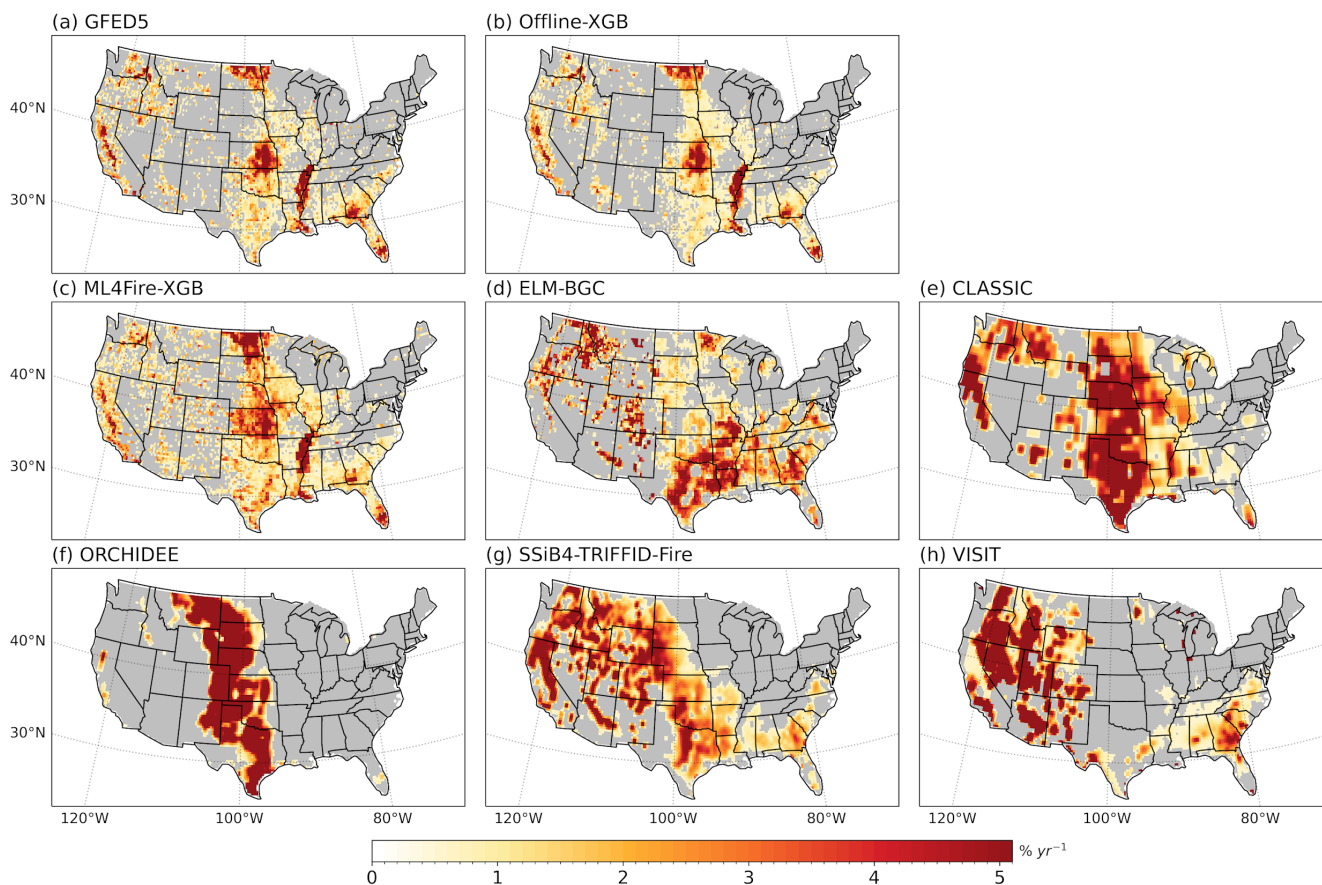 (a) GFED5
(b) Offline-XGB
40°N
30°N
(c) ML4Fire-XGB
(d) ELM-BGC
(e) CLASSIC
40°N
30°N
(f) ORCHIDEE
(g) SSiB4-TRIFFID-Fire
(h) VISIT
40°N
30°N
120°W 100°W 80°W 120°W 100°W 80°W 120°W 100°W 80°W
% yr⁻¹
0 1 2 3 4 5